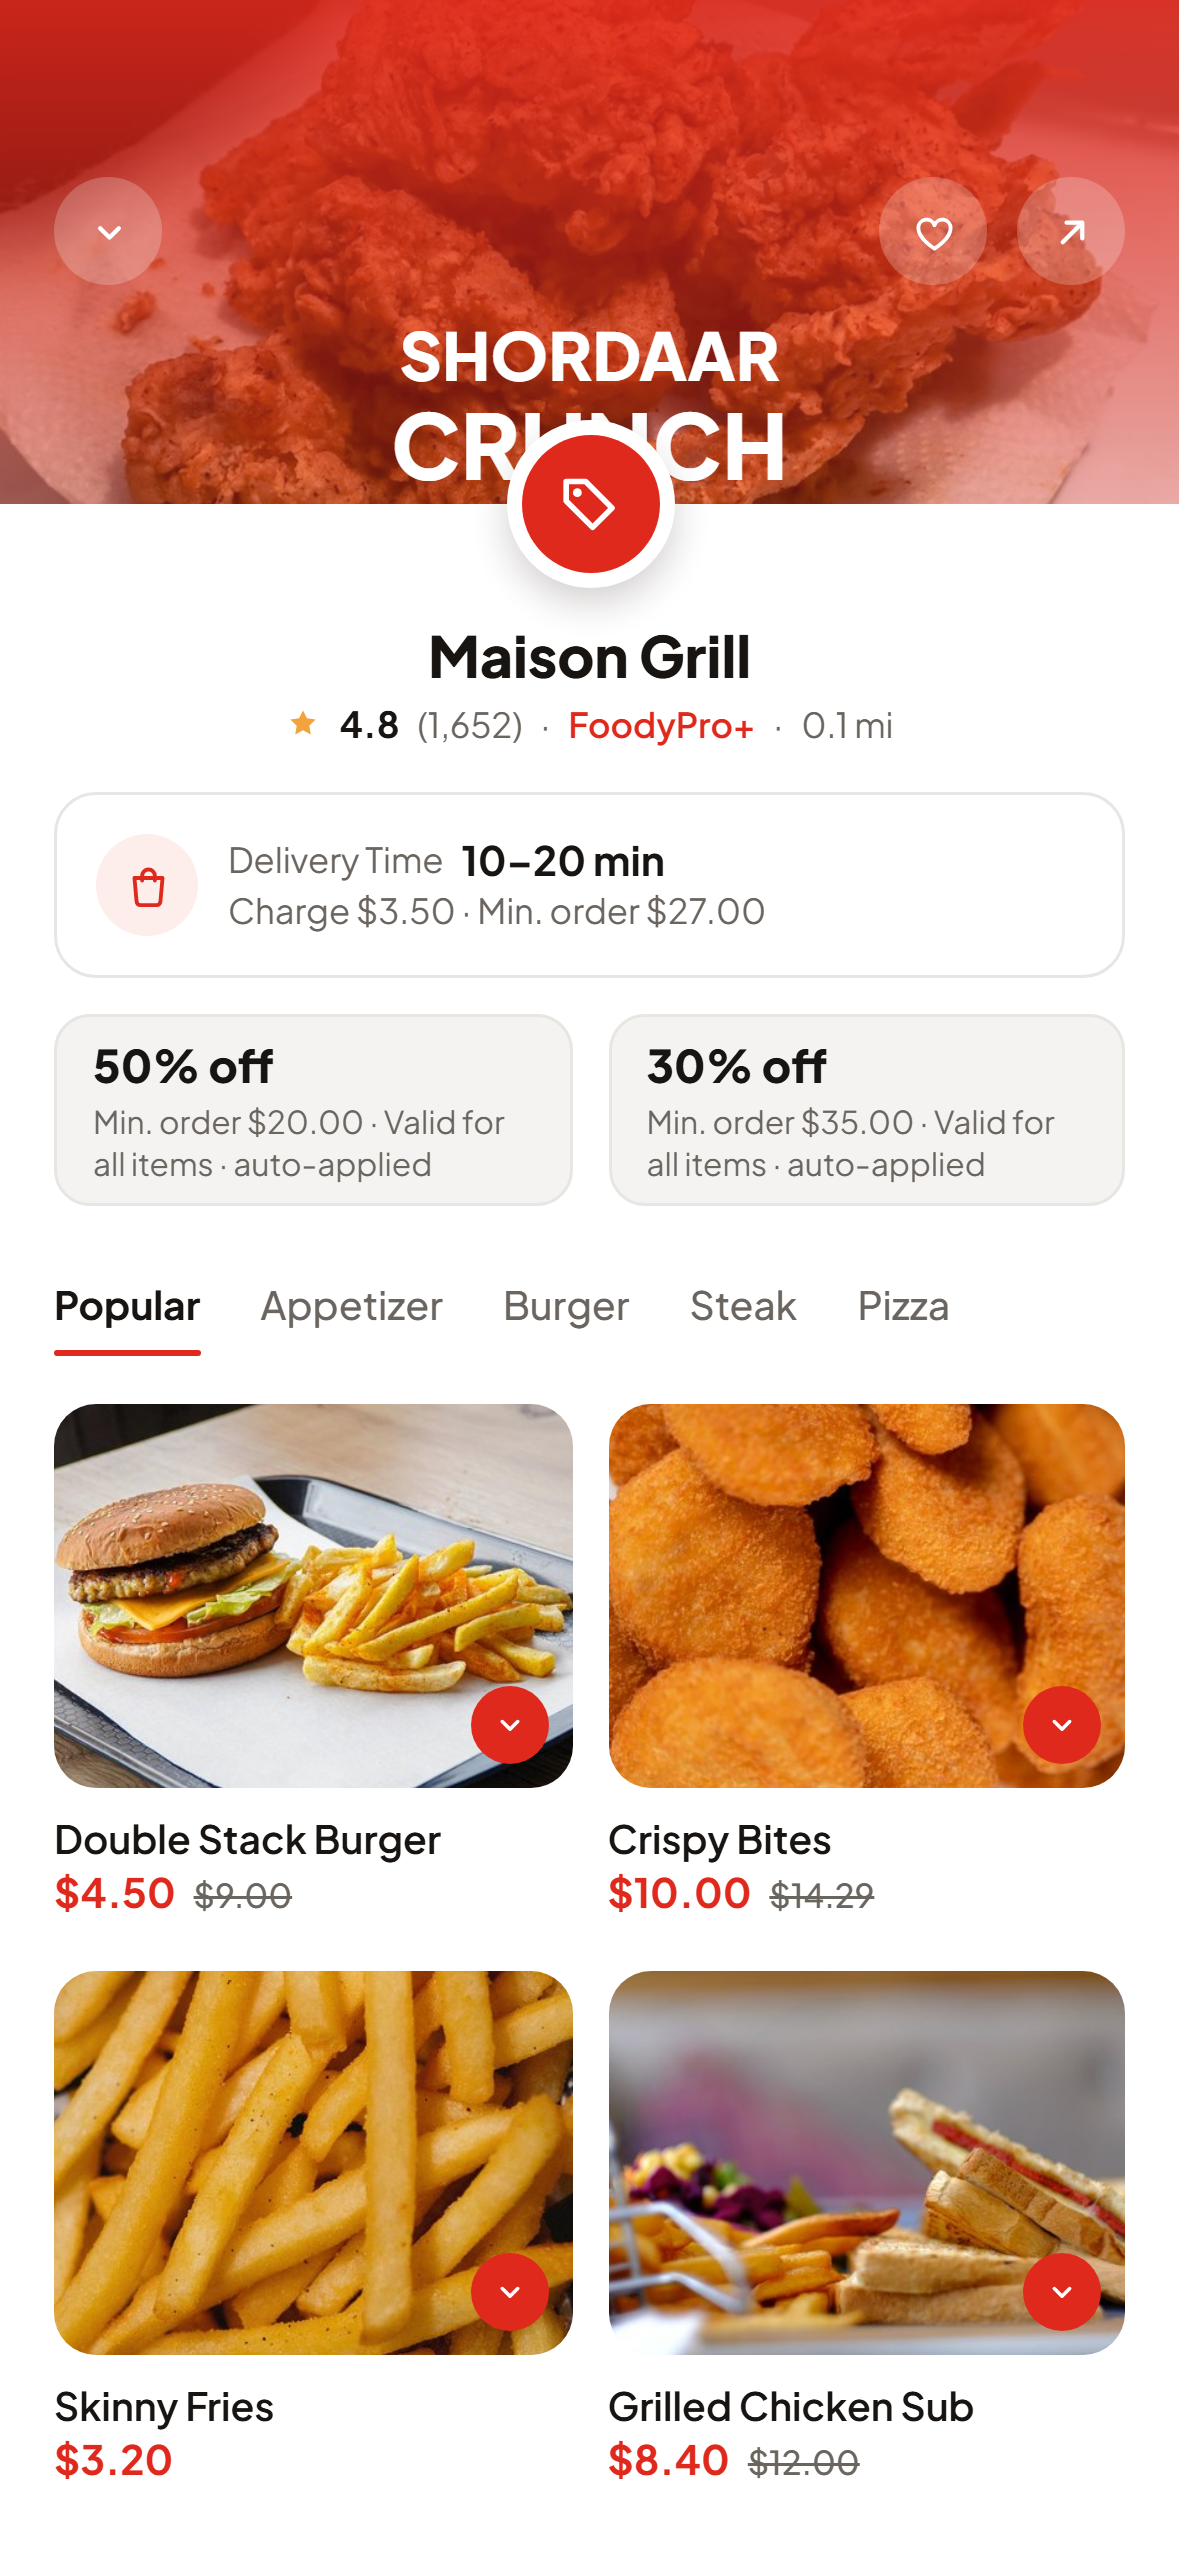 SHORDAAR
CRUNCH
Maison Grill
4.8 (1,652) · FoodyPro+ · 0.1 mi
Delivery Time 10–20 min
Charge $3.50 · Min. order $27.00
50% off
Min. order $20.00 · Valid for
all items · auto-applied
30% off
Min. order $35.00 · Valid for
all items · auto-applied
Popular Appetizer Burger Steak Pizza
Double Stack Burger
$4.50 $9.00
Crispy Bites
$10.00 $14.29
Skinny Fries
$3.20
Grilled Chicken Sub
$8.40 $12.00